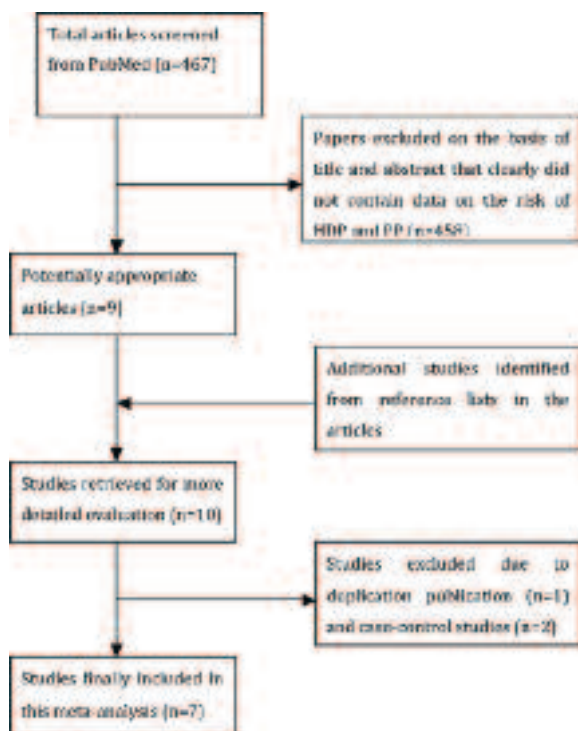 Total articles screened
from PubMed (n=467)
Papers excluded on the basis of
title and abstract that clearly did
not contain data on the risk of
HDP and PP (n=458)
Potentially appropriate
articles (n=9)
Additional studies identified
from reference lists in the
articles
Studies retrieved for more
detailed evaluation (n=10)
Studies excluded due to
duplication publication (n=1)
and case-control studies (n=2)
Studies finally included in
this meta-analysis (n=7)